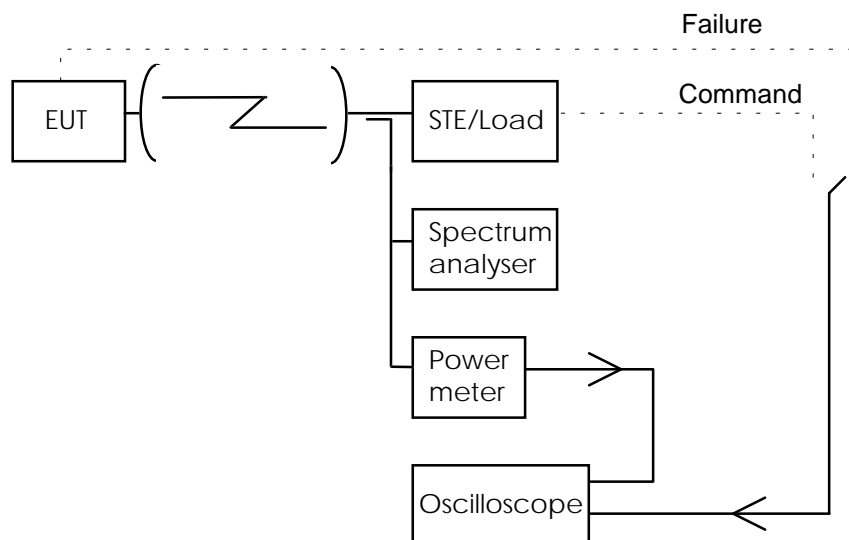 Failure
Command
EUT
STE/Load
Spectrum
analyser
Power
meter
Oscilloscope